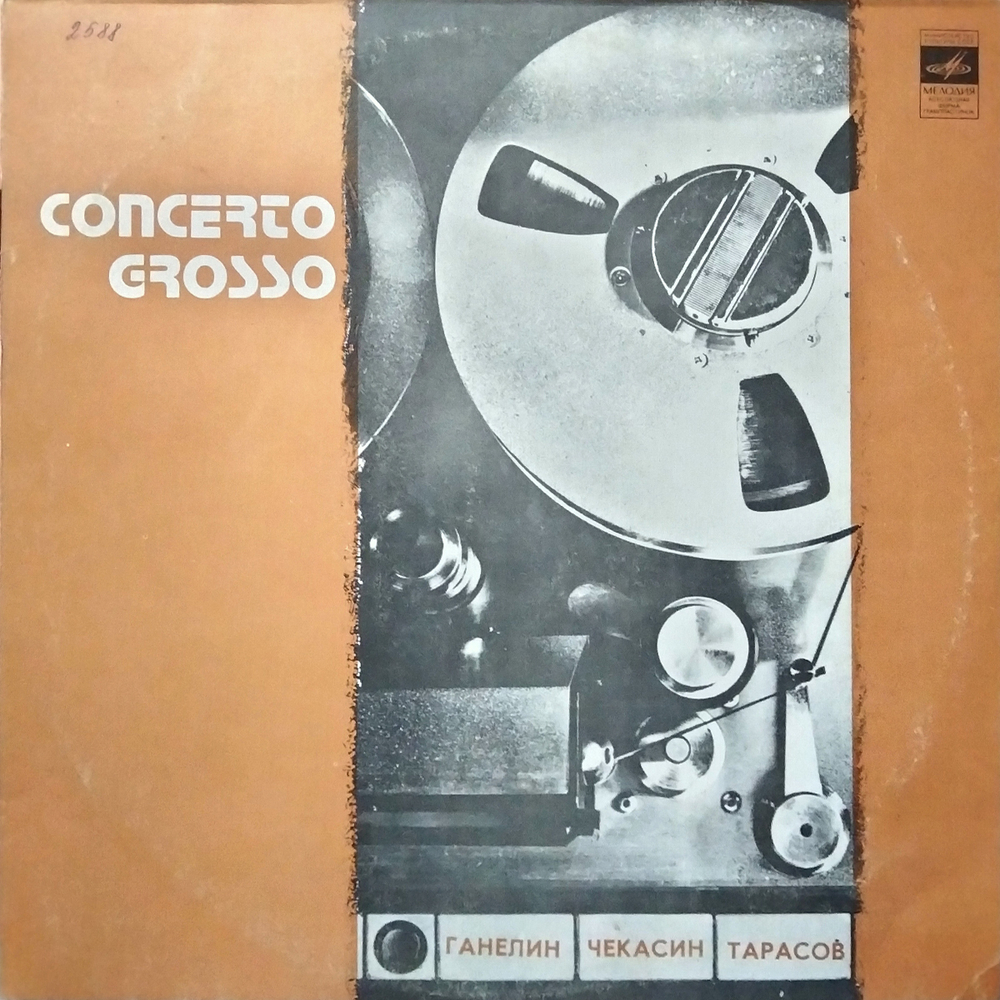 2588
CONCERTO
GROSSO
МЕЛОДИЯ
ГАНЕЛИН ЧЕКАСИН ТАРАСОВ